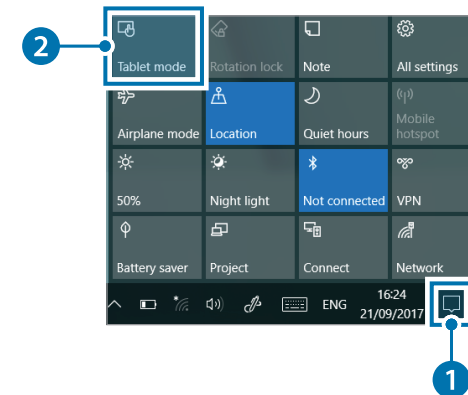 2
Tablet mode
Rotation lock
Note
All settings
Airplane mode
Location
Quiet hours
Mobile
hotspot
50%
Night light
Not connected
VPN
Battery saver
Project
Connect
Network
ENG
16:24
21/09/2017
1